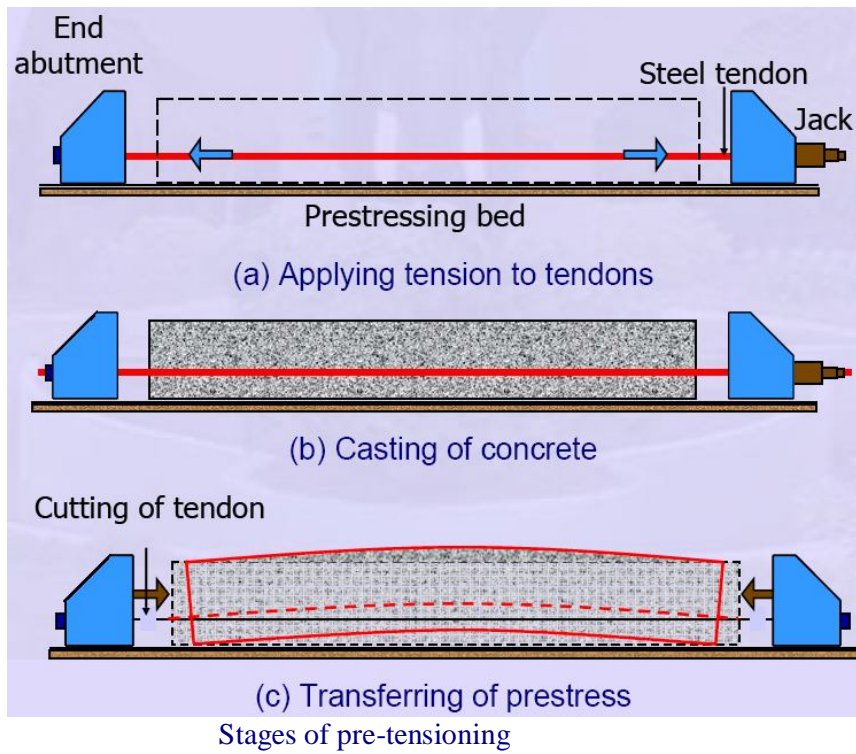 End
abutment
Steel tendon
Jack
Prestressing bed
(a) Applying tension to tendons
(b) Casting of concrete
Cutting of tendon
(c) Transferring of prestress
Stages of pre-tensioning